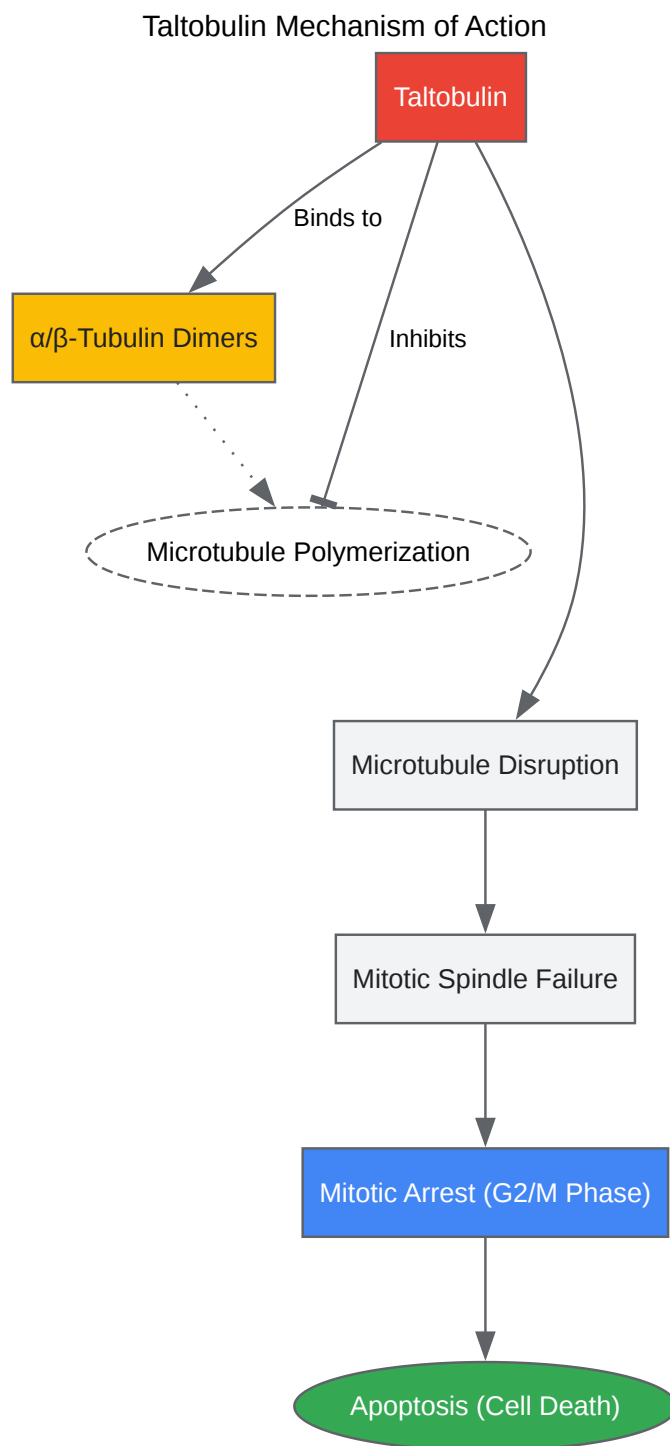 Taltobulin Mechanism of Action
Taltobulin
Binds to
α/β-Tubulin Dimers
Inhibits
Microtubule Polymerization
Microtubule Disruption
Mitotic Spindle Failure
Mitotic Arrest (G2/M Phase)
Apoptosis (Cell Death)